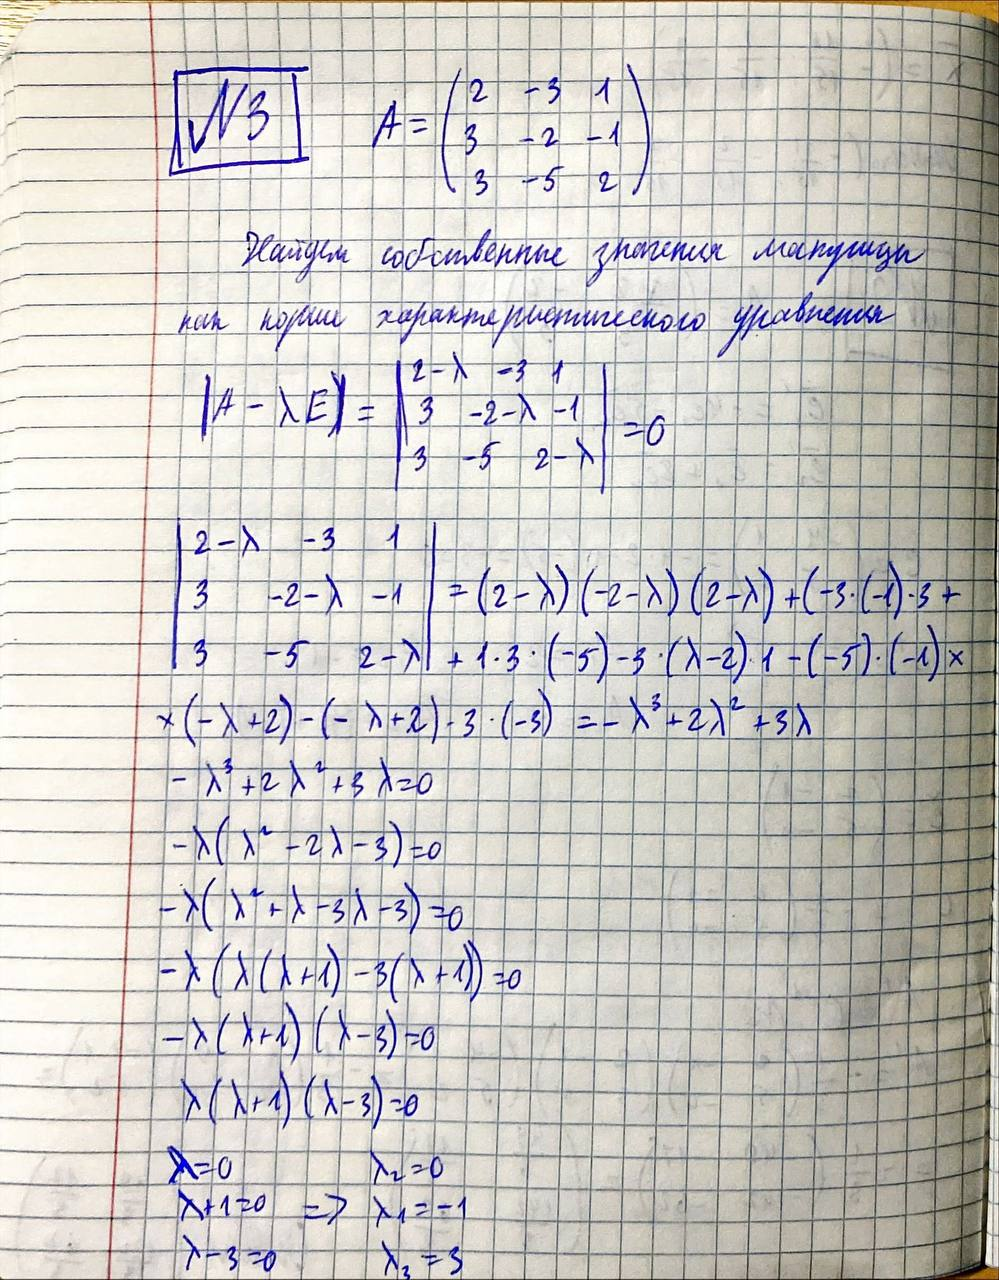 №3 A = ( 2 -3 1
3 -2 -1
3 -5 2 )
Найдем собственные значения матрицы
как корни характеристического уравнения
|A - λE| = | 2-λ -3 1
3 -2-λ -1
3 -5 2-λ | = 0
| 2-λ -3 1
3 -2-λ -1 | = (2-λ)(-2-λ)(2-λ)+(-3·(-1)·3+
3 -5 2-λ | +1·3·(-5)-3·(λ-2)·1-(-5)·(-1)×
×(-λ+2)-(-λ+2)·3·(-3) = -λ³+2λ²+3λ
-λ³+2λ²+3λ=0
-λ(λ²-2λ-3)=0
-λ(λ²+λ-3λ-3)=0
-λ(λ(λ+1)-3(λ+1))=0
-λ(λ+1)(λ-3)=0
λ(λ+1)(λ-3)=0
λ=0 λ₂=0
λ+1=0 => λ₁=-1
λ-3=0 λ₃=3